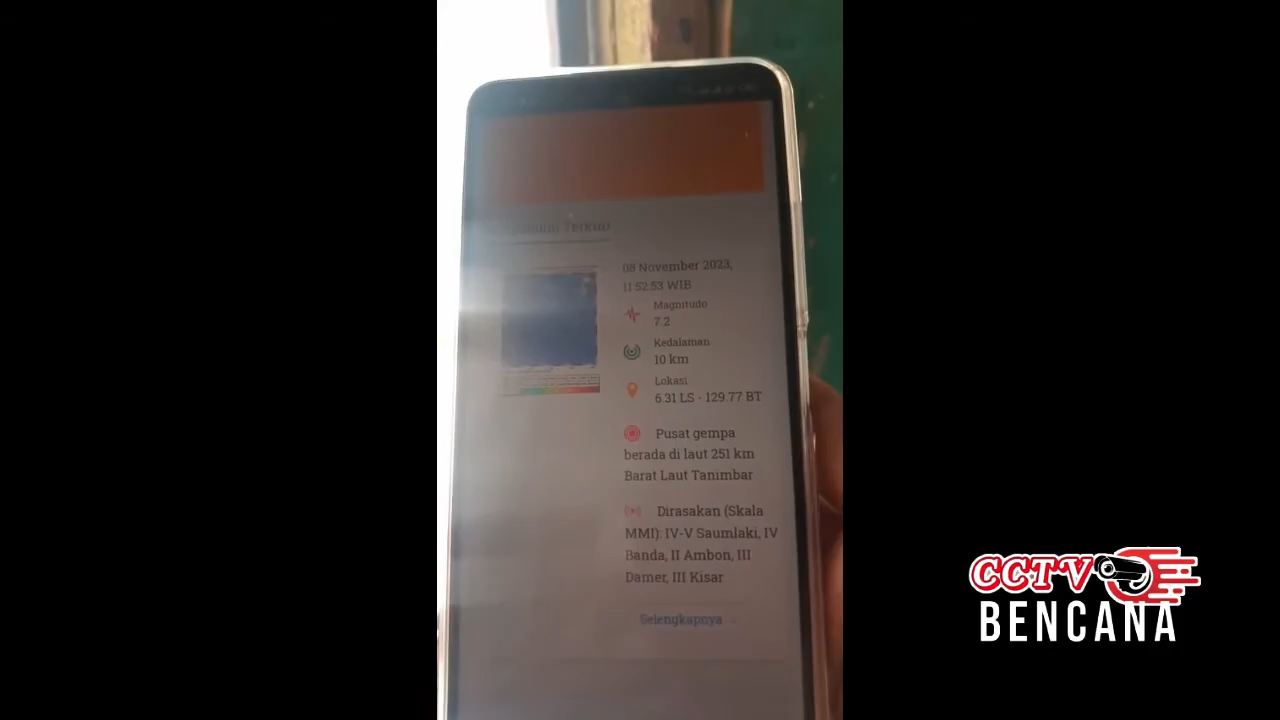 Terkini
08 November 2023,
11:52:53 WIB
Magnitudo
7.2
Kedalaman
10 km
Lokasi
6.31 LS - 129.77 BT
Pusat gempa
berada di laut 251 km
Barat Laut Tanimbar
Dirasakan (Skala
MMI): IV-V Saumlaki, IV
Banda, II Ambon, III
Damer, III Kisar
Selengkapnya
CCTV
BENCANA